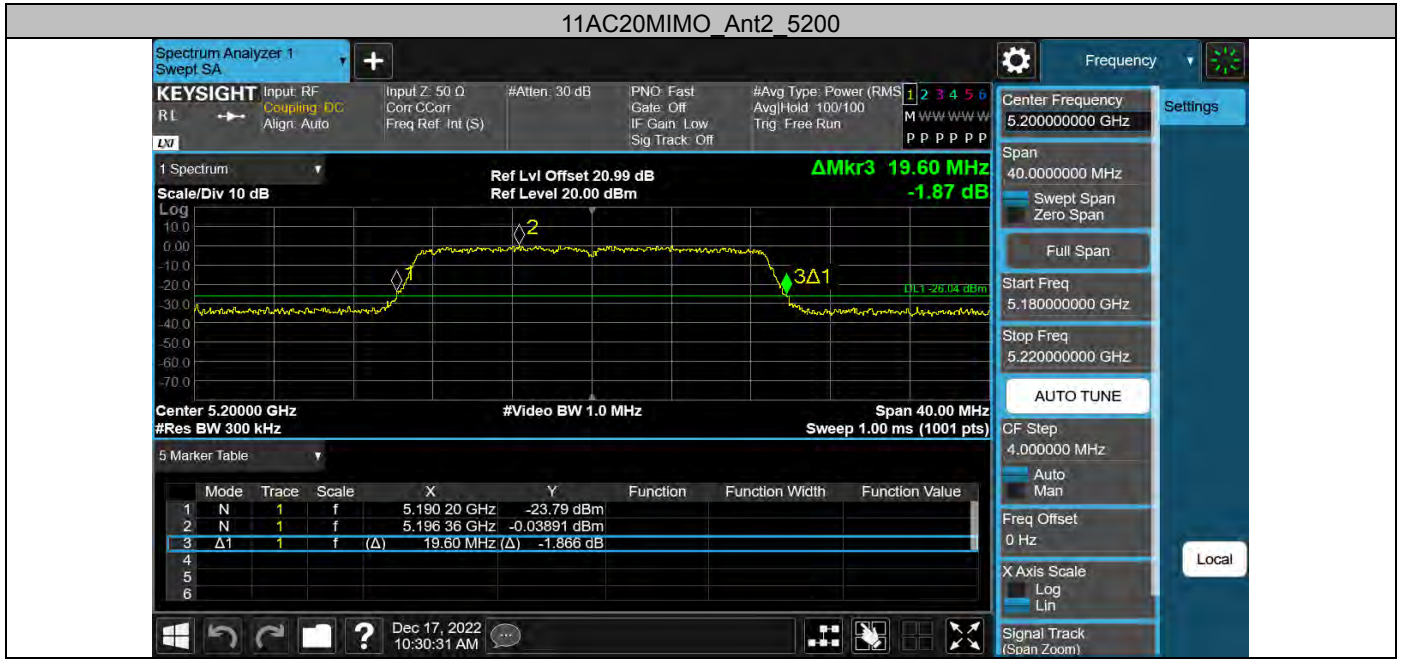 11AC20MIMO_Ant2_5200
Spectrum Analyzer 1
Swept SA
Frequency
KEYSIGHT
RL
LXI
Input: RF
Coupling: DC
Align: Auto
Input Z: 50 Ω
Corr CCorr
Freq Ref: Int (S)
#Atten: 30 dB
PNO: Fast
Gate: Off
IF Gain: Low
Sig Track: Off
#Avg Type: Power (RMS
Avg|Hold: 100/100
Trig: Free Run
1 2 3 4 5 6
M W W W W W
P P P P P P
1 Spectrum
Scale/Div 10 dB
Ref Lvl Offset 20.99 dB
Ref Level 20.00 dBm
ΔMkr3 19.60 MHz
-1.87 dB
Log
10.0
0.00
-10.0
-20.0
-30.0
-40.0
-50.0
-60.0
-70.0
2
1
3Δ1
DL1 -26.04 dBm
Center 5.20000 GHz
#Video BW 1.0 MHz
Span 40.00 MHz
#Res BW 300 kHz
Sweep 1.00 ms (1001 pts)
5 Marker Table
Mode Trace Scale X Y Function Function Width Function Value
1 N 1 f 5.190 20 GHz -23.79 dBm
2 N 1 f 5.196 36 GHz -0.03891 dBm
3 Δ1 1 f (Δ) 19.60 MHz (Δ) -1.866 dB
4
5
6
Dec 17, 2022
10:30:31 AM
Center Frequency
5.200000000 GHz
Settings
Span
40.0000000 MHz
Swept Span
Zero Span
Full Span
Start Freq
5.180000000 GHz
Stop Freq
5.220000000 GHz
AUTO TUNE
CF Step
4.000000 MHz
Auto
Man
Freq Offset
0 Hz
X Axis Scale
Log
Lin
Local
Signal Track
(Span Zoom)